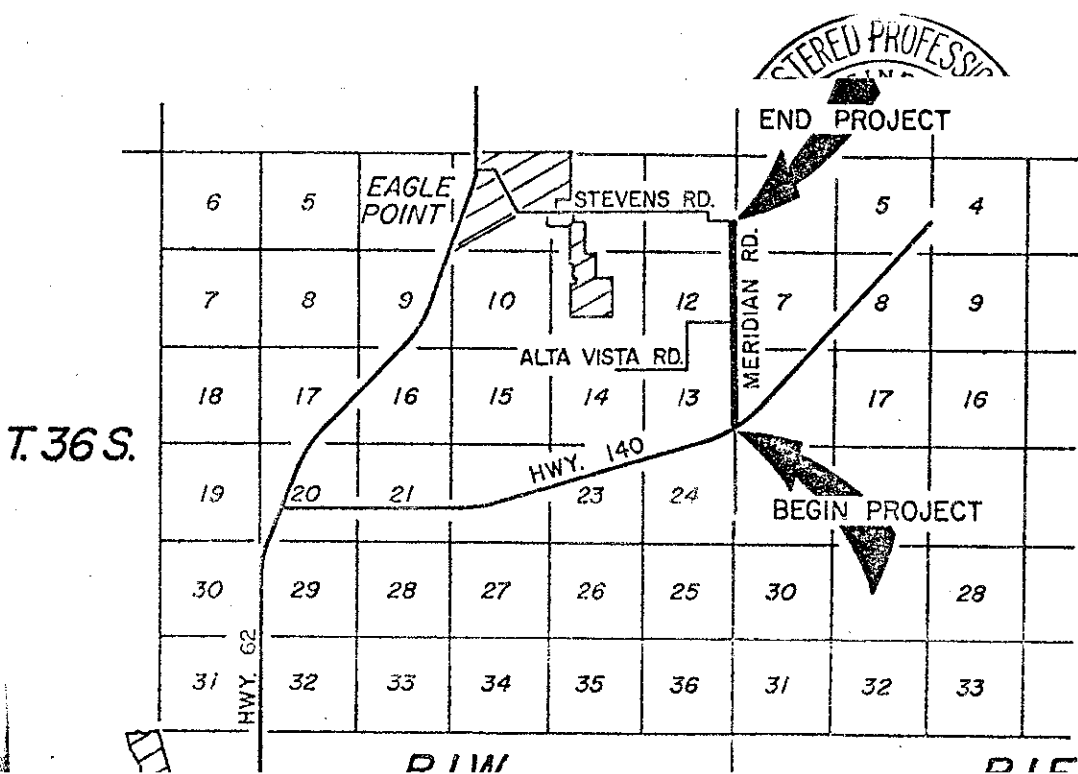 STERED PROFESSIO
END PROJECT
6 5 EAGLE POINT STEVENS RD. 5 4
7 8 9 10 12 MERIDIAN RD. 7 8 9
ALTA VISTA RD.
18 17 16 15 14 13 17 16
T. 36 S.
HWY. 140
19 20 21 23 24
BEGIN PROJECT
30 29 28 27 26 25 30 28
HWY. 62
31 32 33 34 35 36 31 32 33
R.1W.
R.1E